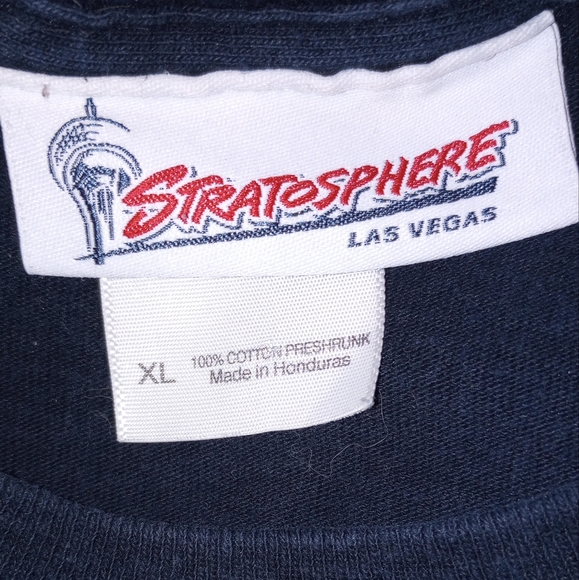 STRATOSPHERE
LAS VEGAS
XL 100% COTTON PRESHRUNK
Made in Honduras